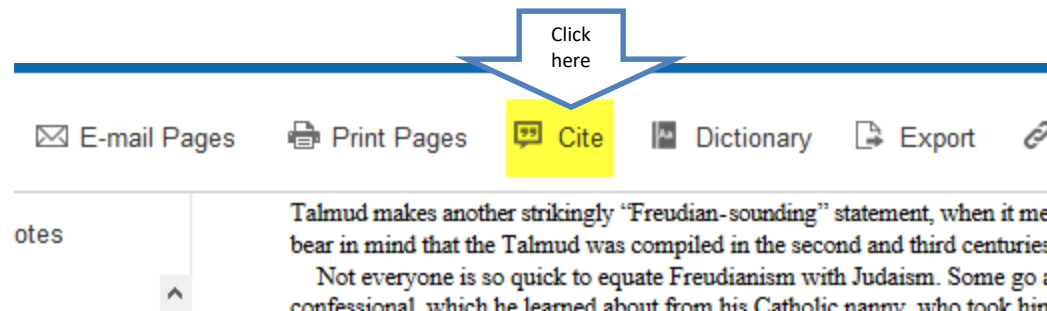 Click
here
E-mail Pages Print Pages Cite Dictionary Export
otes
Talmud makes another strikingly “Freudian-sounding” statement, when it me
bear in mind that the Talmud was compiled in the second and third centuries
Not everyone is so quick to equate Freudianism with Judaism. Some go a
confessional, which he learned about from his Catholic nanny, who took him